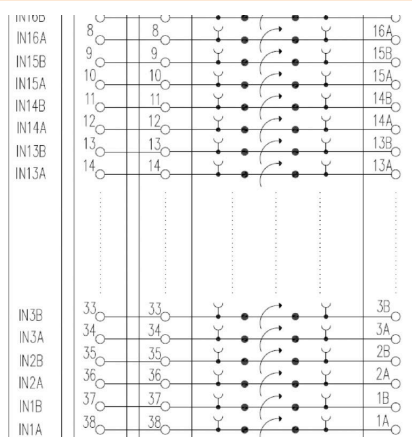 IN16B
IN16A 8 8 16A
IN15B 9 9 15B
IN15A 10 10 15A
IN14B 11 11 14B
IN14A 12 12 14A
IN13B 13 13 13B
IN13A 14 14 13A
IN3B 33 33 3B
IN3A 34 34 3A
IN2B 35 35 2B
IN2A 36 36 2A
IN1B 37 37 1B
IN1A 38 38 1A